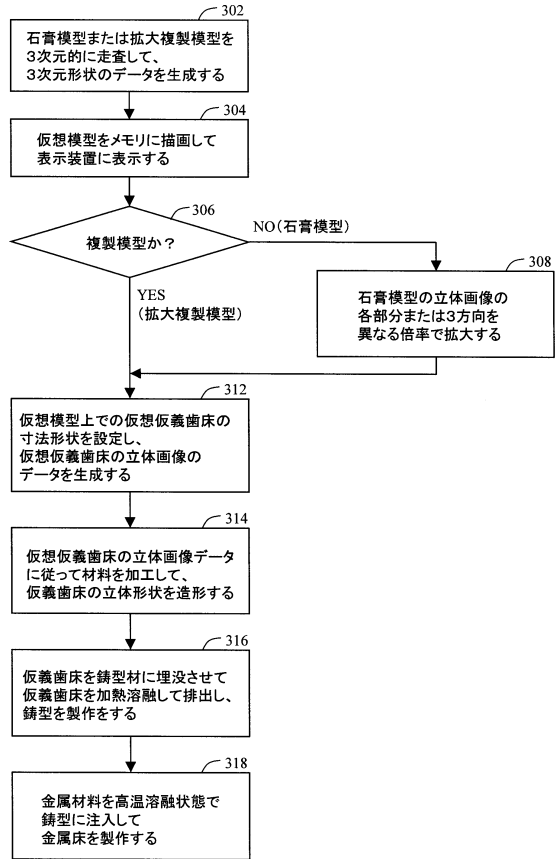 302
石膏模型または拡大複製模型を
3次元的に走査して、
3次元形状のデータを生成する
304
仮想模型をメモリに描画して
表示装置に表示する
306
複製模型か?
NO(石膏模型)
YES
(拡大複製模型)
308
石膏模型の立体画像の
各部分または3方向を
異なる倍率で拡大する
312
仮想模型上での仮想仮義歯床の
寸法形状を設定し、
仮想仮義歯床の立体画像の
データを生成する
314
仮想仮義歯床の立体画像データ
に従って材料を加工して、
仮義歯床の立体形状を造形する
316
仮義歯床を鋳型材に埋没させて
仮義歯床を加熱溶融して排出し、
鋳型を製作をする
318
金属材料を高温溶融状態で
鋳型に注入して
金属床を製作する